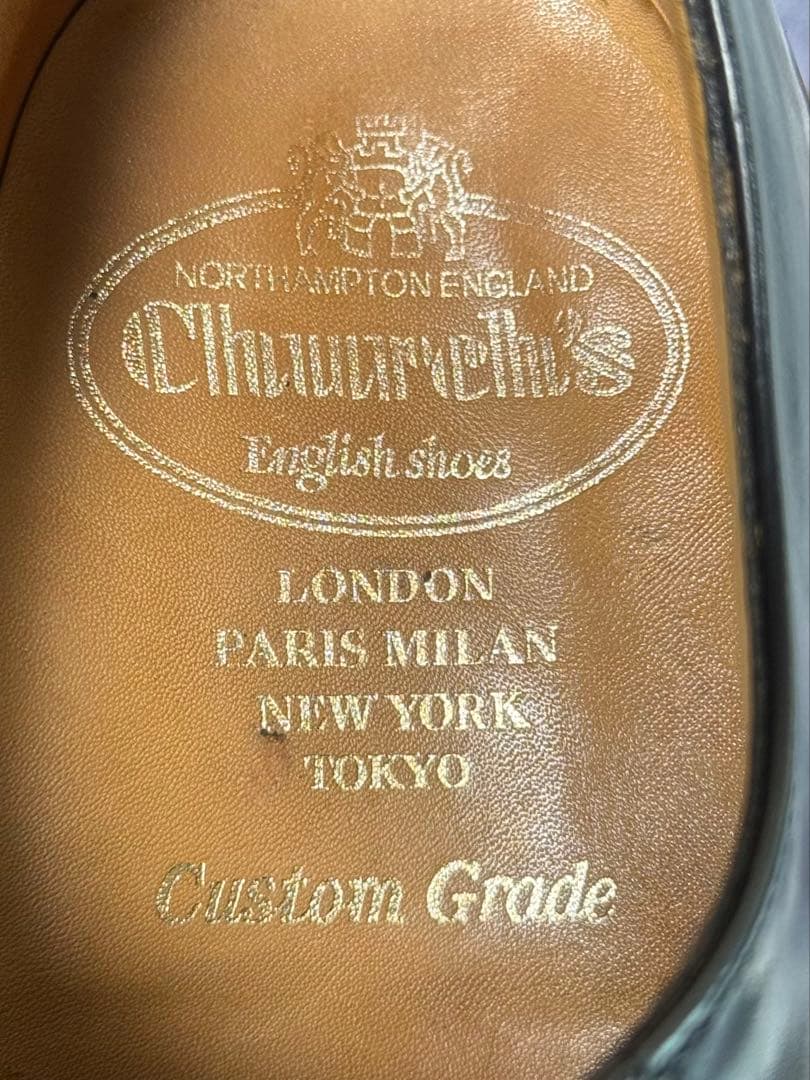 NORTHAMPTON ENGLAND
Church's
English shoes
LONDON
PARIS MILAN
NEW YORK
TOKYO
Custom Grade